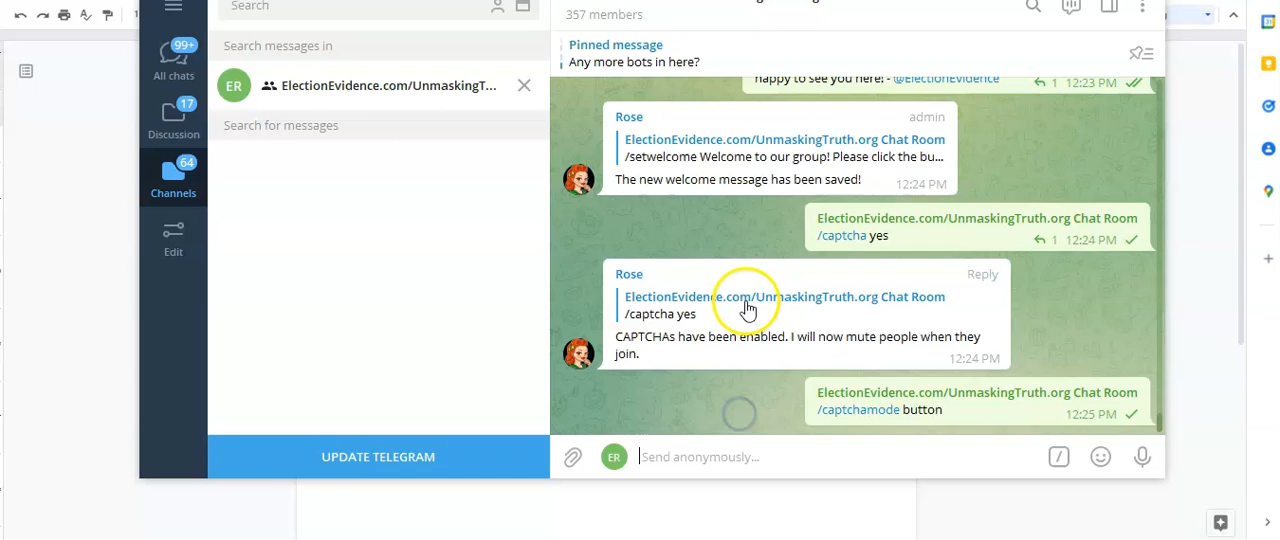 Search
357 members
99+
All chats
Search messages in
Pinned message
Any more bots in here?
ER
ElectionEvidence.com/UnmaskingT...
17
Discussion
Search for messages
64
Channels
Edit
happy to see you here! - @ElectionEvidence
1 12:23 PM
Rose admin
ElectionEvidence.com/UnmaskingTruth.org Chat Room
/setwelcome Welcome to our group! Please click the bu...
The new welcome message has been saved!
12:24 PM
ElectionEvidence.com/UnmaskingTruth.org Chat Room
/captcha yes
1 12:24 PM
Rose Reply
ElectionEvidence.com/UnmaskingTruth.org Chat Room
/captcha yes
CAPTCHAs have been enabled. I will now mute people when they
join.
12:24 PM
ElectionEvidence.com/UnmaskingTruth.org Chat Room
/captchamode button
12:25 PM
UPDATE TELEGRAM
ER
Send anonymously...